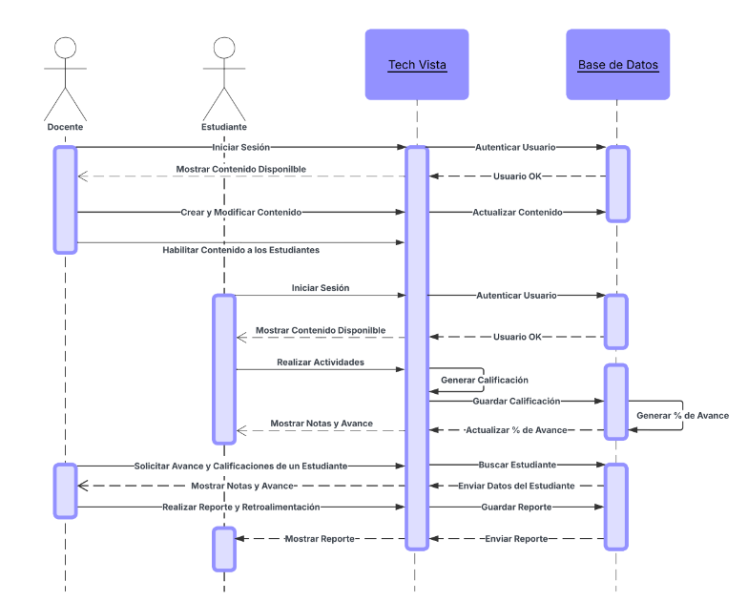 Tech Vista
Base de Datos
Docente
Estudiante
Iniciar Sesión
Autenticar Usuario
Mostrar Contenido Disponilble
Usuario OK
Crear y Modificar Contenido
Actualizar Contenido
Habilitar Contenido a los Estudiantes
Iniciar Sesión
Autenticar Usuario
Mostrar Contenido Disponilble
Usuario OK
Realizar Actividades
Generar Calificación
Guardar Calificación
Generar % de Avance
Mostrar Notas y Avance
Actualizar % de Avance
Solicitar Avance y Calificaciones de un Estudiante
Buscar Estudiante
Mostrar Notas y Avance
Enviar Datos del Estudiante
Realizar Reporte y Retroalimentación
Guardar Reporte
Mostrar Reporte
Enviar Reporte